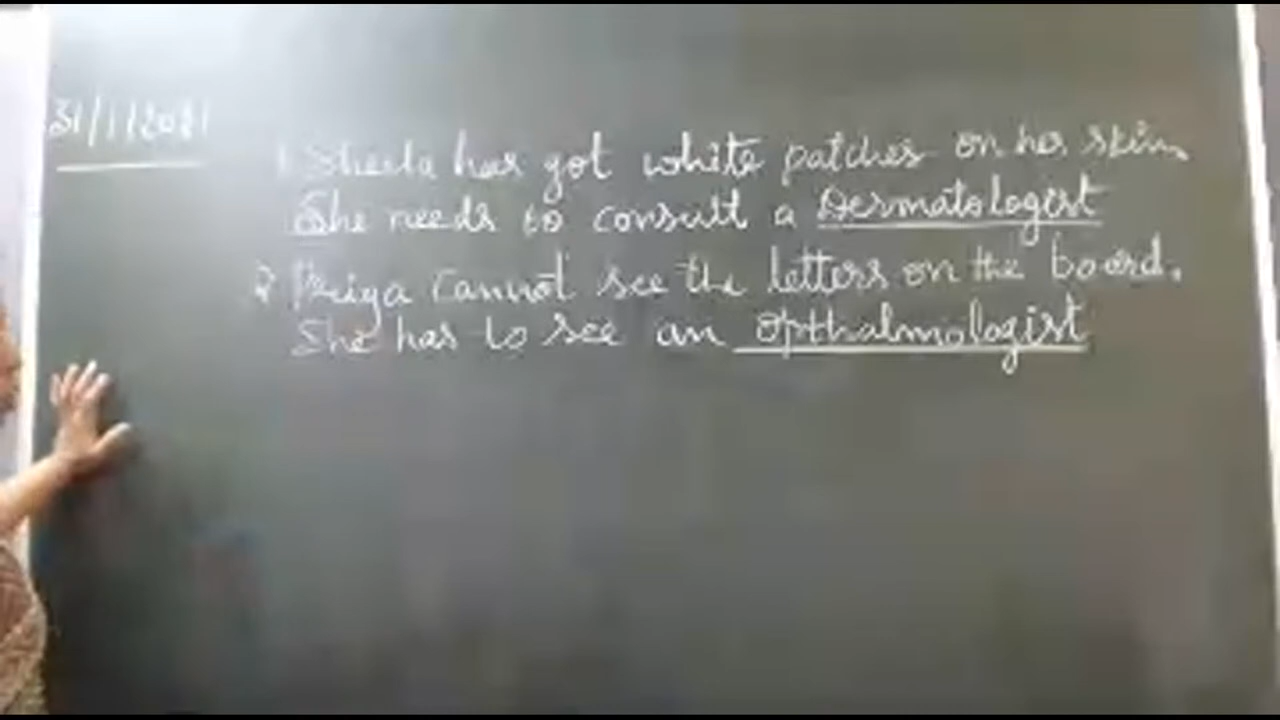 31/1/2021
1. Sheela has got white patches on her skin.
She needs to consult a Dermatologist
2 Priya cannot see the letters on the board.
She has to see an Opthalmologist